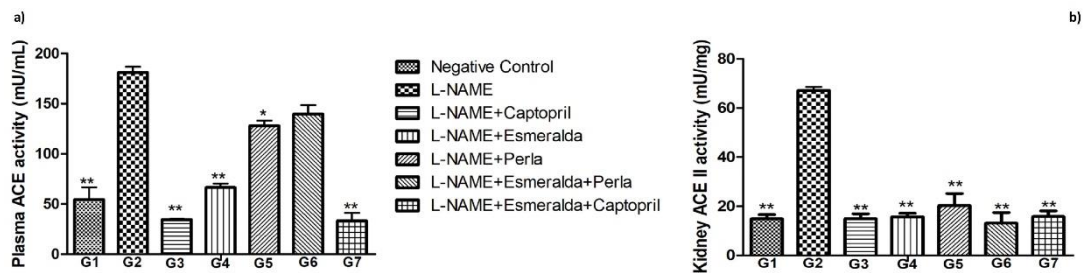 a)
Plasma ACE activity (mU/mL)
200
150
100
50
0
**
*
**
**
**
G1 G2 G3 G4 G5 G6 G7
Negative Control
L-NAME
L-NAME+Captopril
L-NAME+Esmeralda
L-NAME+Perla
L-NAME+Esmeralda+Perla
L-NAME+Esmeralda+Captopril
b)
Kidney ACE II activity (mU/mg)
80
60
40
20
0
** ** ** ** ** **
G1 G2 G3 G4 G5 G6 G7